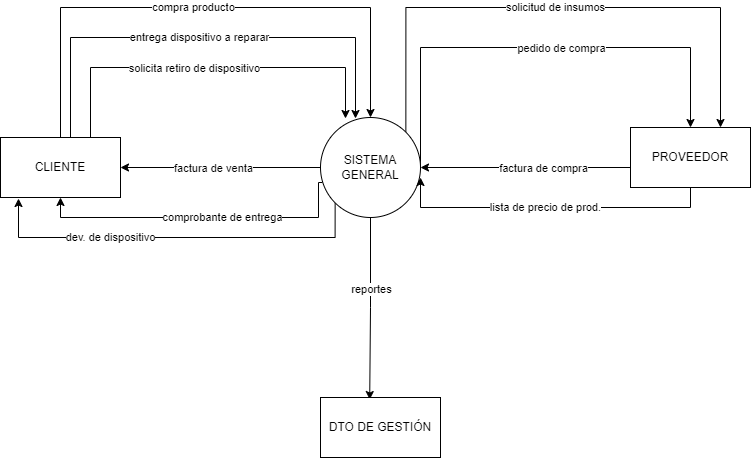 compra producto
solicitud de insumos
entrega dispositivo a reparar
pedido de compra
solicita retiro de dispositivo
CLIENTE
SISTEMA
GENERAL
PROVEEDOR
factura de venta
factura de compra
comprobante de entrega
lista de precio de prod.
dev. de dispositivo
reportes
DTO DE GESTIÓN